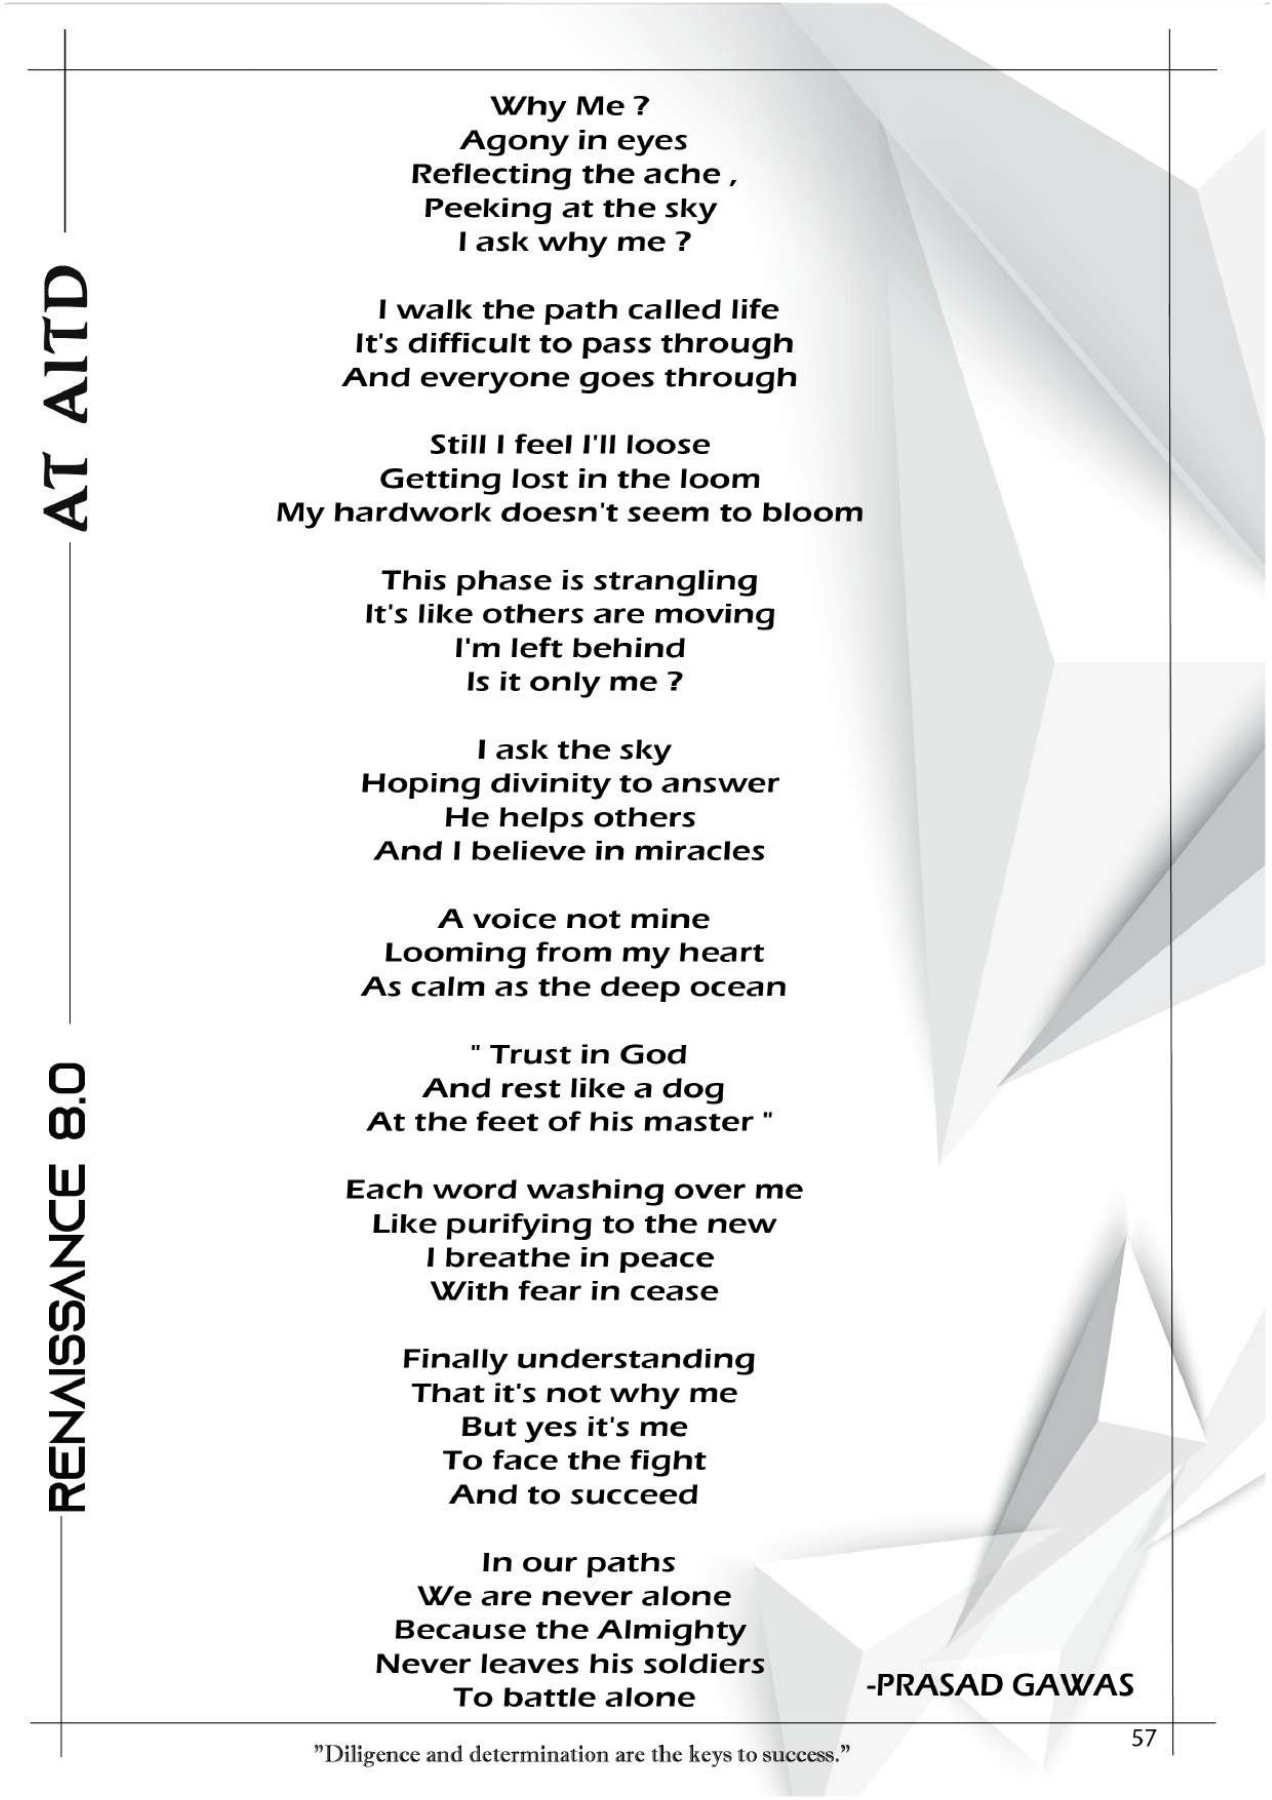 Why Me ?
Agony in eyes
Reflecting the ache ,
Peeking at the sky
I ask why me ?

I walk the path called life
It's difficult to pass through
And everyone goes through

Still I feel I'll loose
Getting lost in the loom
My hardwork doesn't seem to bloom

This phase is strangling
It's like others are moving
I'm left behind
Is it only me ?

I ask the sky
Hoping divinity to answer
He helps others
And I believe in miracles

A voice not mine
Looming from my heart
As calm as the deep ocean

" Trust in God
And rest like a dog
At the feet of his master "

Each word washing over me
Like purifying to the new
I breathe in peace
With fear in cease

Finally understanding
That it's not why me
But yes it's me
To face the fight
And to succeed

In our paths
We are never alone
Because the Almighty
Never leaves his soldiers
To battle alone

-PRASAD GAWAS
57
"Diligence and determination are the keys to success."
RENAISSANCE 8.0
AT AITD